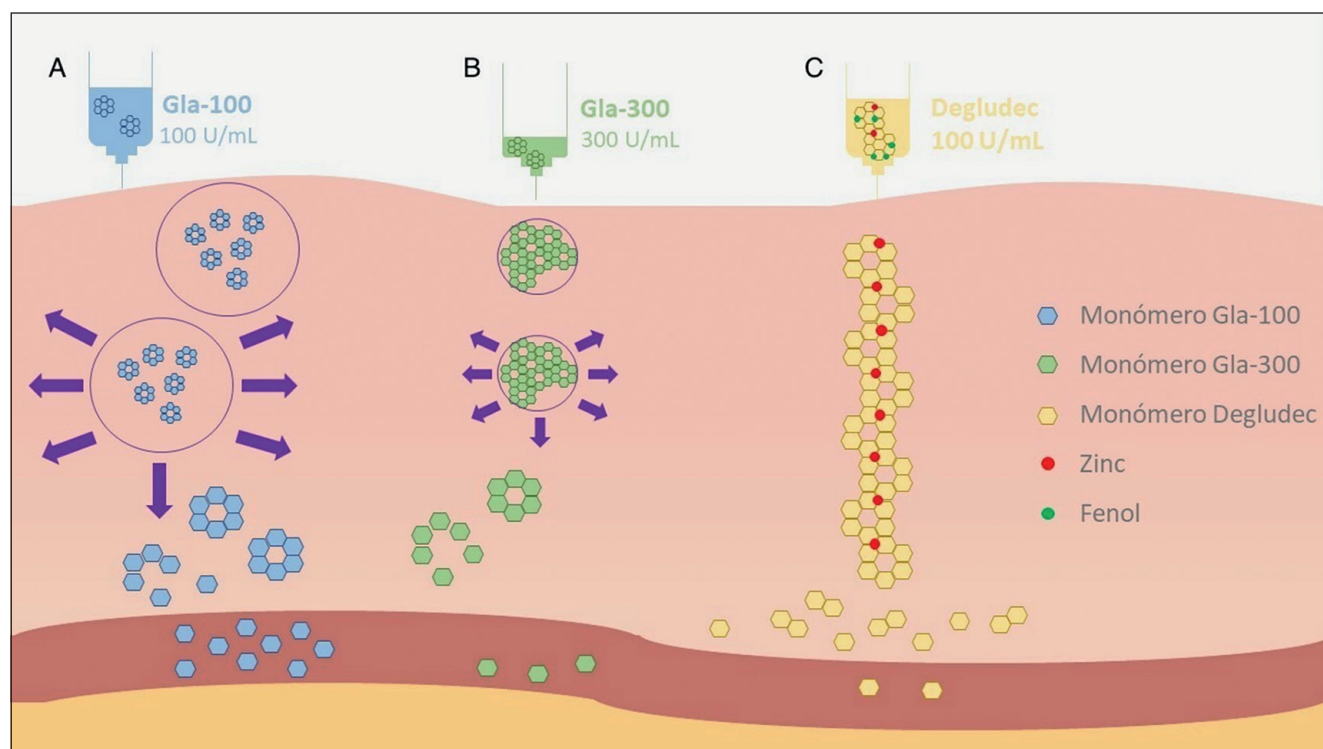 A
Gla-100
100 U/mL
B
Gla-300
300 U/mL
C
Degludec
100 U/mL
Monómero Gla-100
Monómero Gla-300
Monómero Degludec
Zinc
Fenol